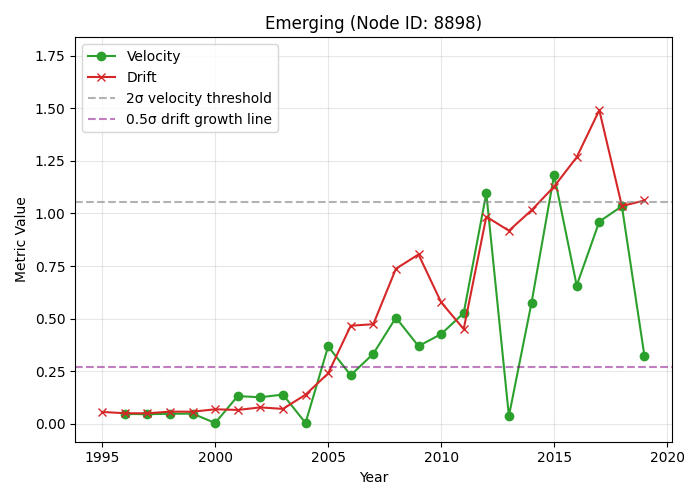 Emerging (Node ID: 8898)
Velocity
Drift
2σ velocity threshold
0.5σ drift growth line
Metric Value
1.75
1.50
1.25
1.00
0.75
0.50
0.25
0.00
1995
2000
2005
2010
2015
2020
Year